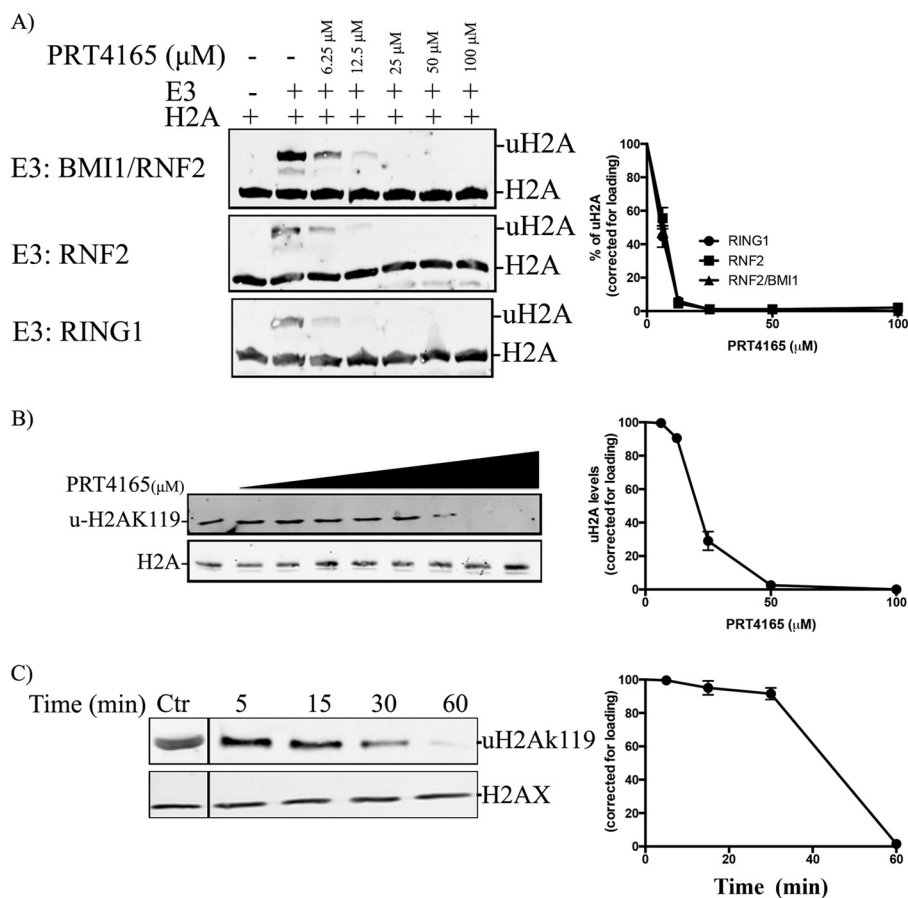 A)
PRT4165 (μM) - - 6.25 μM 12.5 μM 25 μM 50 μM 100 μM
E3 - + + + + + +
H2A + + + + + + +
E3: BMI1/RNF2
uH2A
H2A
E3: RNF2
uH2A
H2A
E3: RING1
uH2A
H2A
% of uH2A
(corrected for loading)
100
80
60
40
20
0
RING1
RNF2
RNF2/BMI1
0 50 100
PRT4165 (μM)
B)
PRT4165(μM)
u-H2AK119
H2A
uH2A levels
(corrected for loading)
100
80
60
40
20
0
0 50 100
PRT4165 (μM)
C)
Time (min) Ctr 5 15 30 60
uH2Ak119
H2AX
(corrected for loading)
100
80
60
40
20
0
0 20 40 60
Time (min)